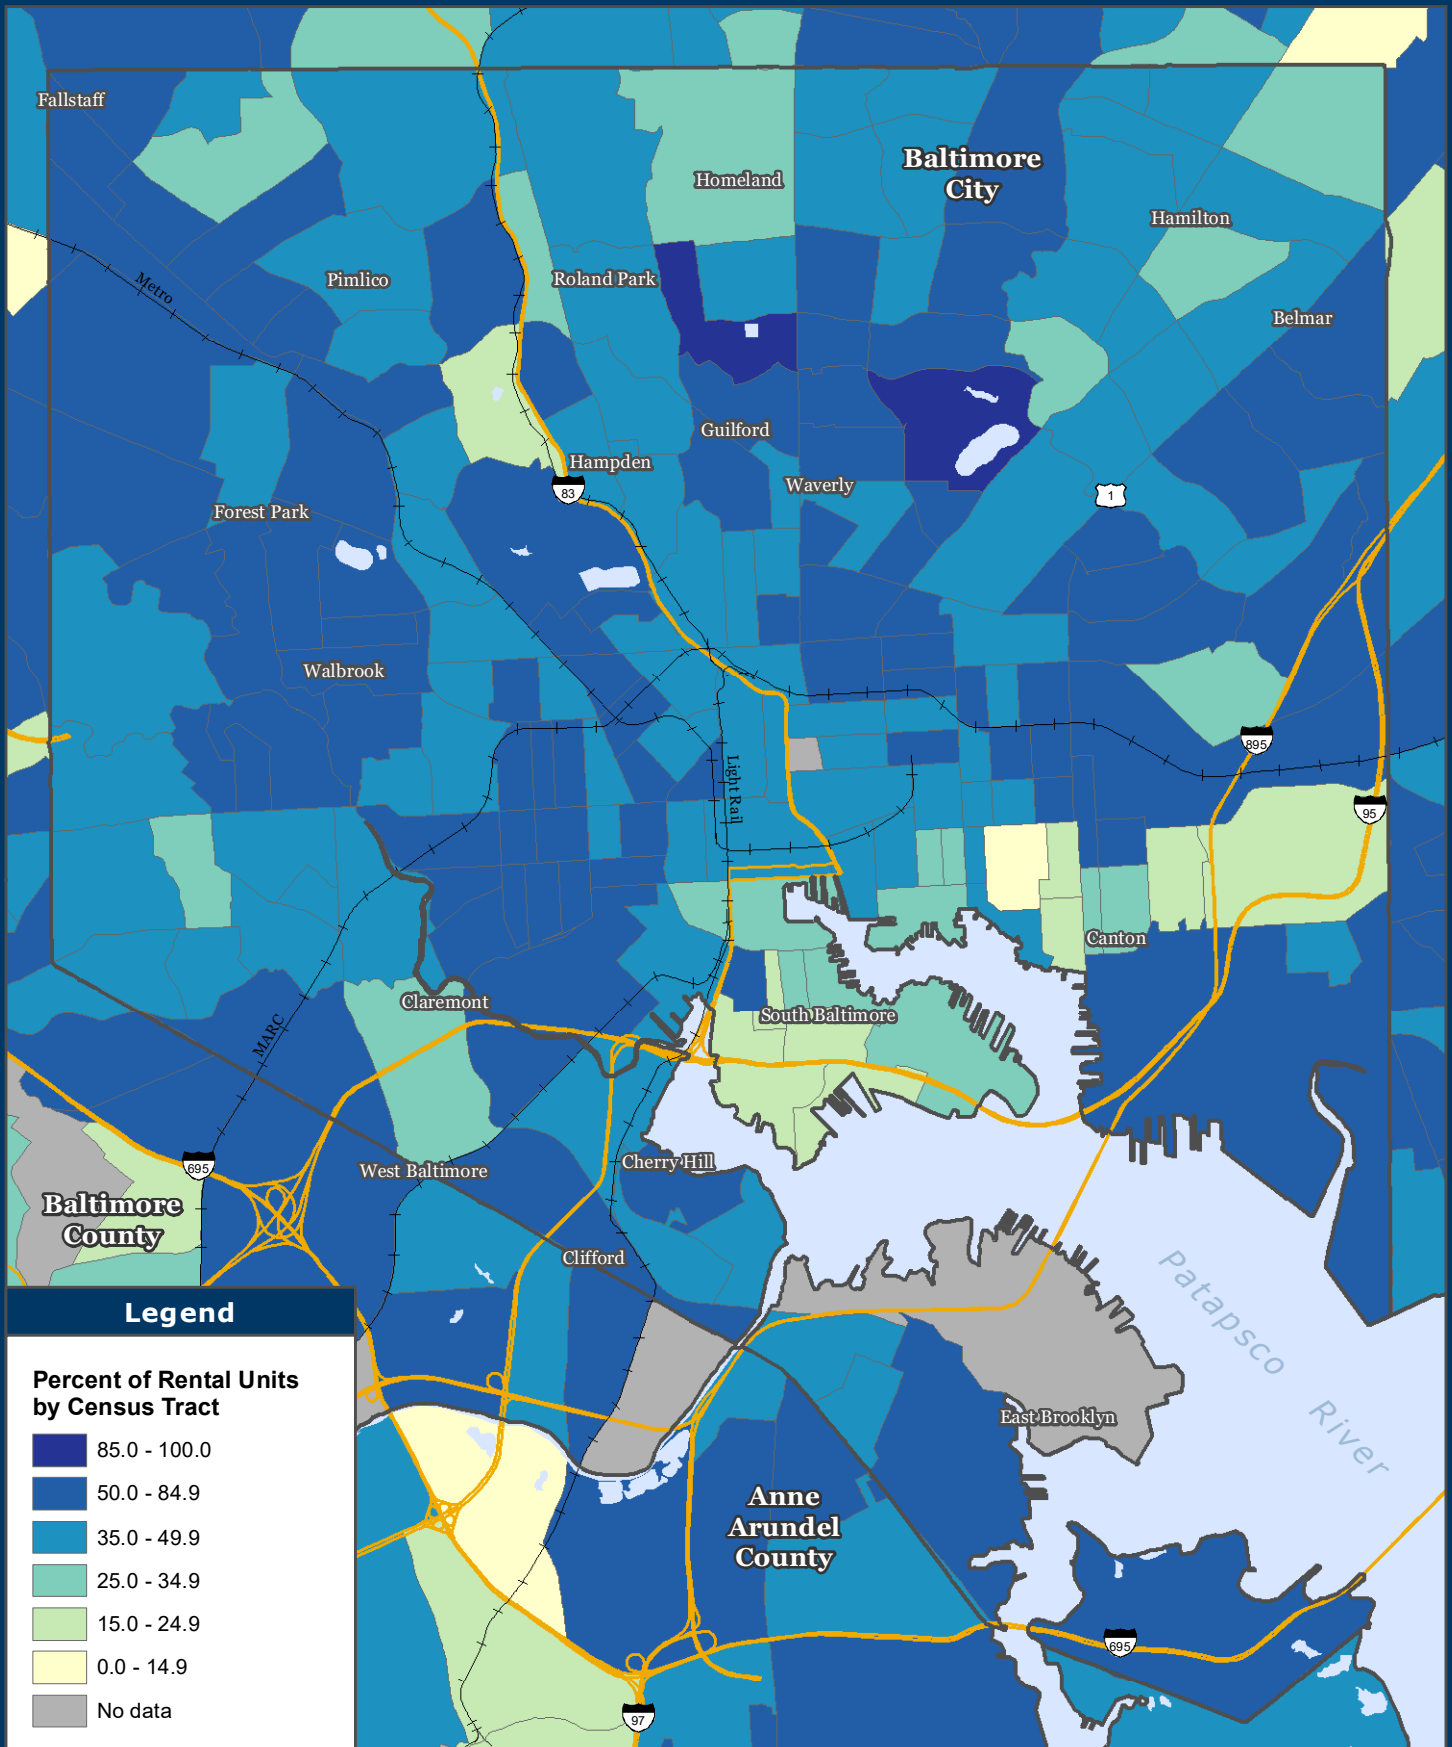 Fallstaff
Baltimore
City
Homeland
Hamilton
Metro
Pimlico
Roland Park
Belmar
Guilford
Hampden
83
Waverly
1
Forest Park
Walbrook
Light Rail
895
95
Canton
Claremont
South Baltimore
MARC
695
West Baltimore
Cherry Hill
Baltimore
County
Clifford
Patapsco
River
East Brooklyn
Anne
Arundel
County
695
97
Legend
Percent of Rental Units
by Census Tract
85.0 - 100.0
50.0 - 84.9
35.0 - 49.9
25.0 - 34.9
15.0 - 24.9
0.0 - 14.9
No data